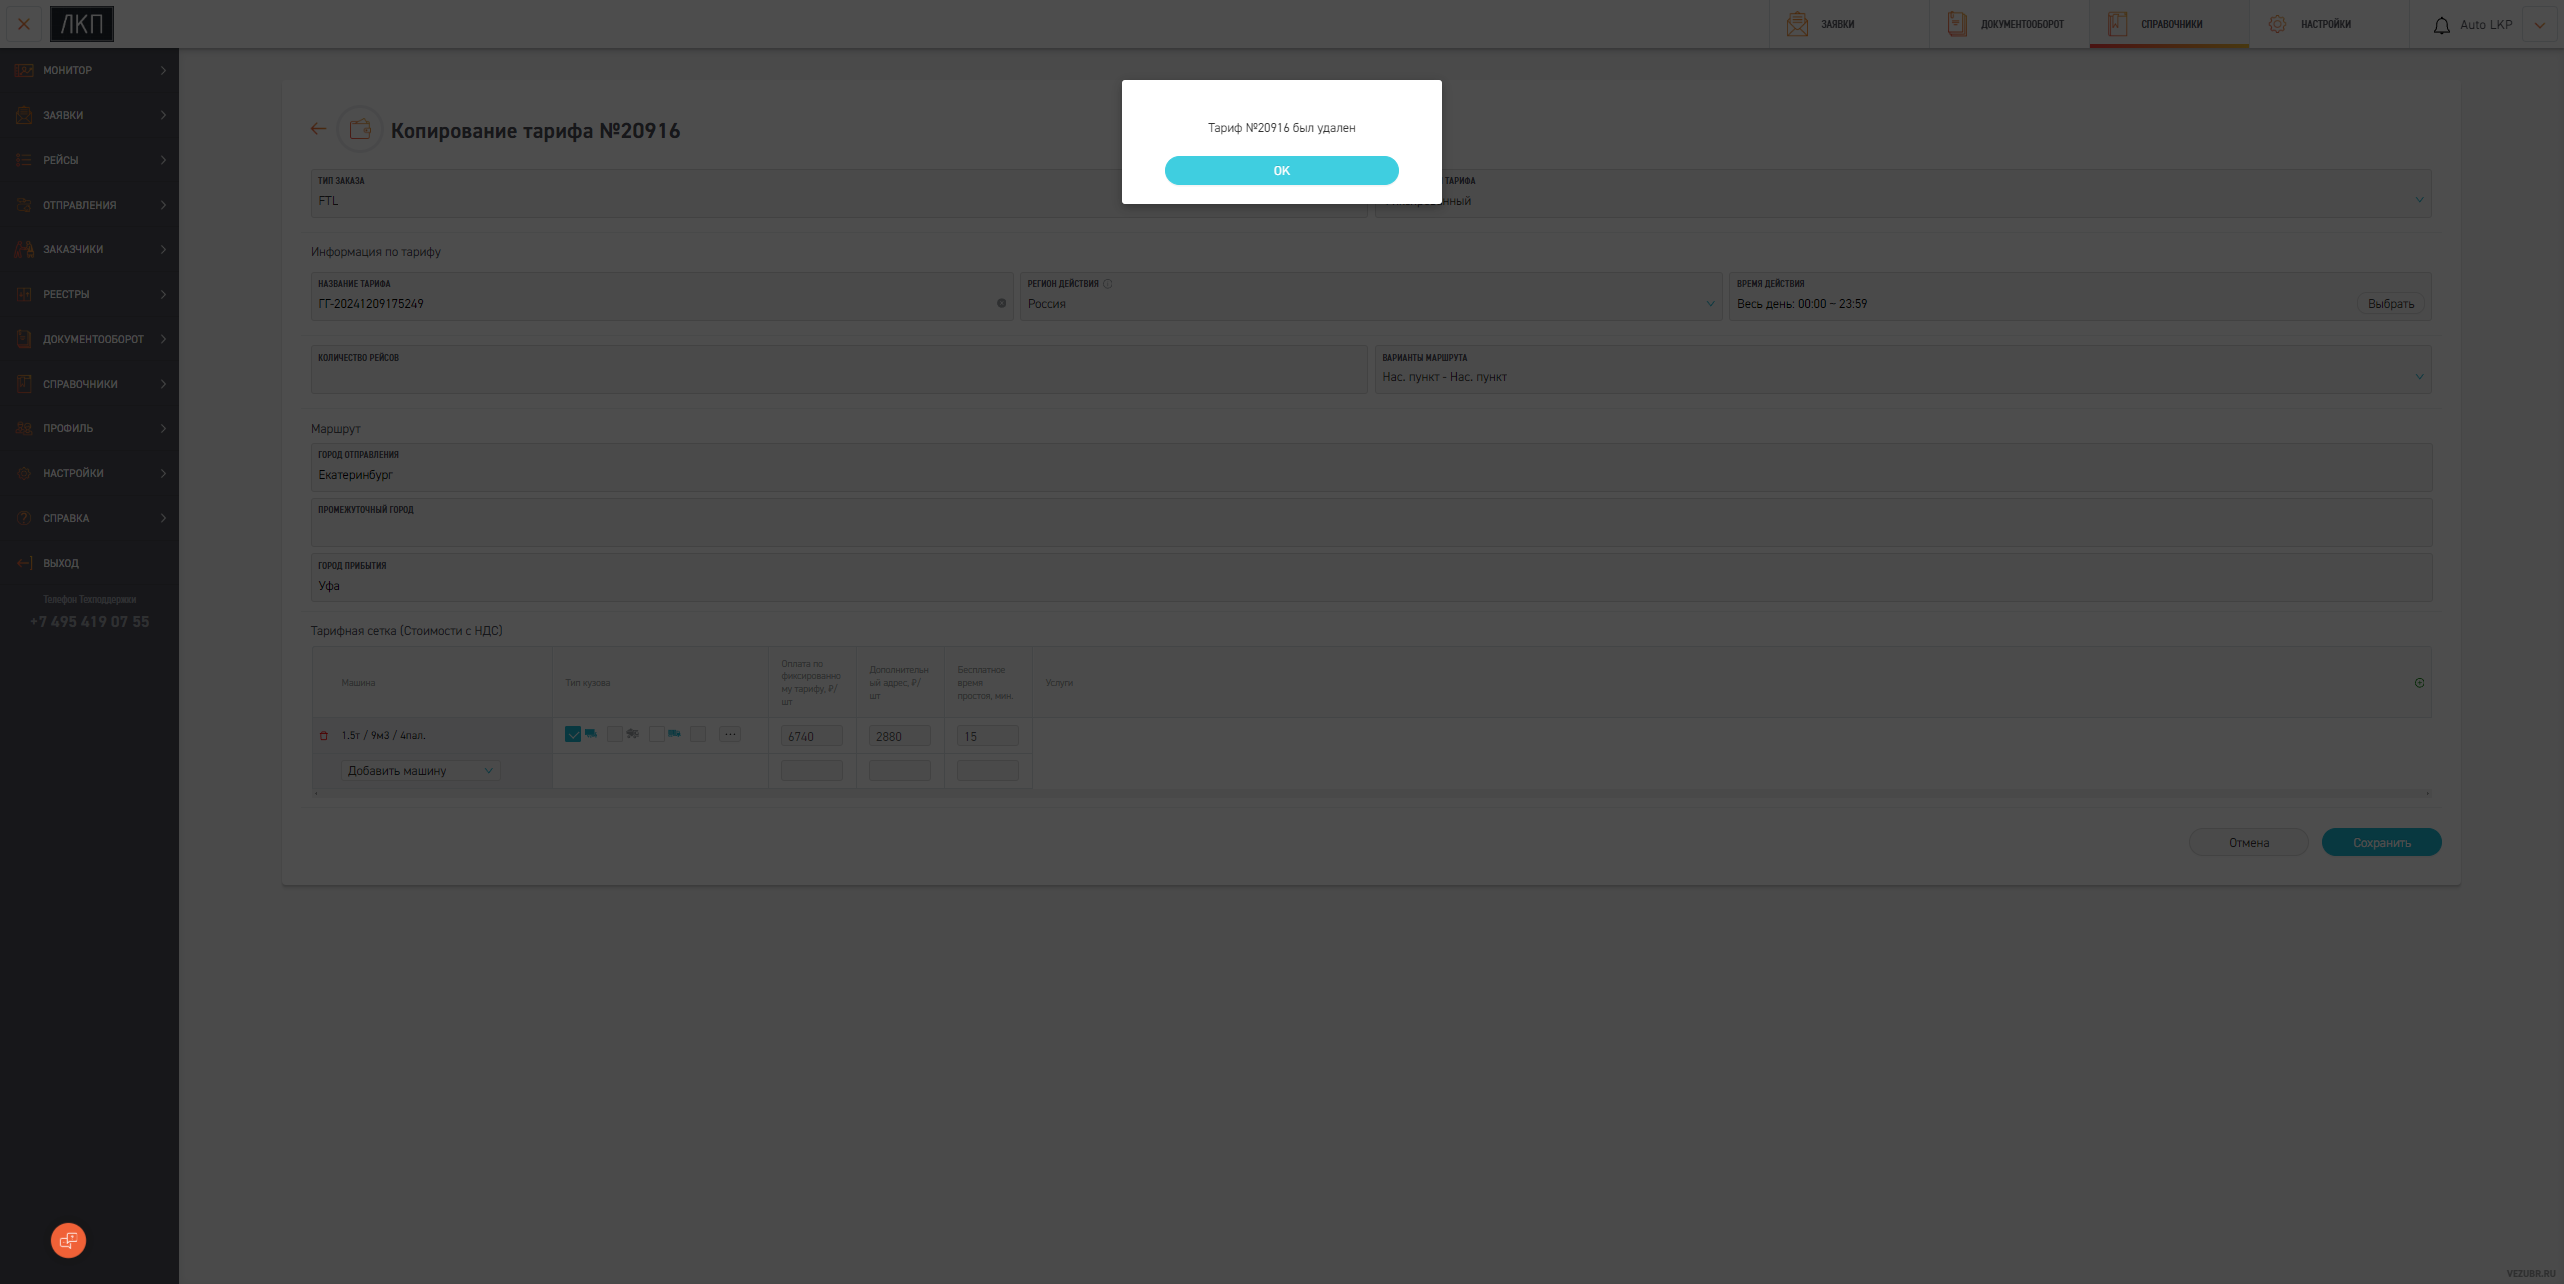 ЛКП
ЗАЯВКИ
ДОКУМЕНТООБОРОТ
СПРАВОЧНИКИ
НАСТРОЙКИ
Auto LKP
МОНИТОР
ЗАЯВКИ
РЕЙСЫ
ОТПРАВЛЕНИЯ
ЗАКАЗЧИКИ
РЕЕСТРЫ
ДОКУМЕНТООБОРОТ
СПРАВОЧНИКИ
ПРОФИЛЬ
НАСТРОЙКИ
СПРАВКА
ВЫХОД
Телефон Техподдержки
+7 495 419 07 55
Тариф №20916 был удален
OK
Копирование тарифа №20916
ТИП ЗАКАЗА
FTL
ТАРИФА
Информация по тарифу
НАЗВАНИЕ ТАРИФА
ГГ-20241209175249
РЕГИОН ДЕЙСТВИЯ
Россия
ВРЕМЯ ДЕЙСТВИЯ
Весь день: 00:00 – 23:59
Выбрать
КОЛИЧЕСТВО РЕЙСОВ
ВАРИАНТЫ МАРШРУТА
Нас. пункт - Нас. пункт
Маршрут
ГОРОД ОТПРАВЛЕНИЯ
Екатеринбург
ПРОМЕЖУТОЧНЫЙ ГОРОД
ГОРОД ПРИБЫТИЯ
Уфа
Тарифная сетка (Стоимости с НДС)
Машина
Тип кузова
Оплата по
фиксированно
му тарифу, ₽/
шт
Дополнительн
ый адрес, ₽/
шт
Бесплатное
время
простоя, мин.
Услуги
1.5т / 9м3 / 4пал.
6740
2880
15
Добавить машину
Отмена
Сохранить
VEZUBR.RU